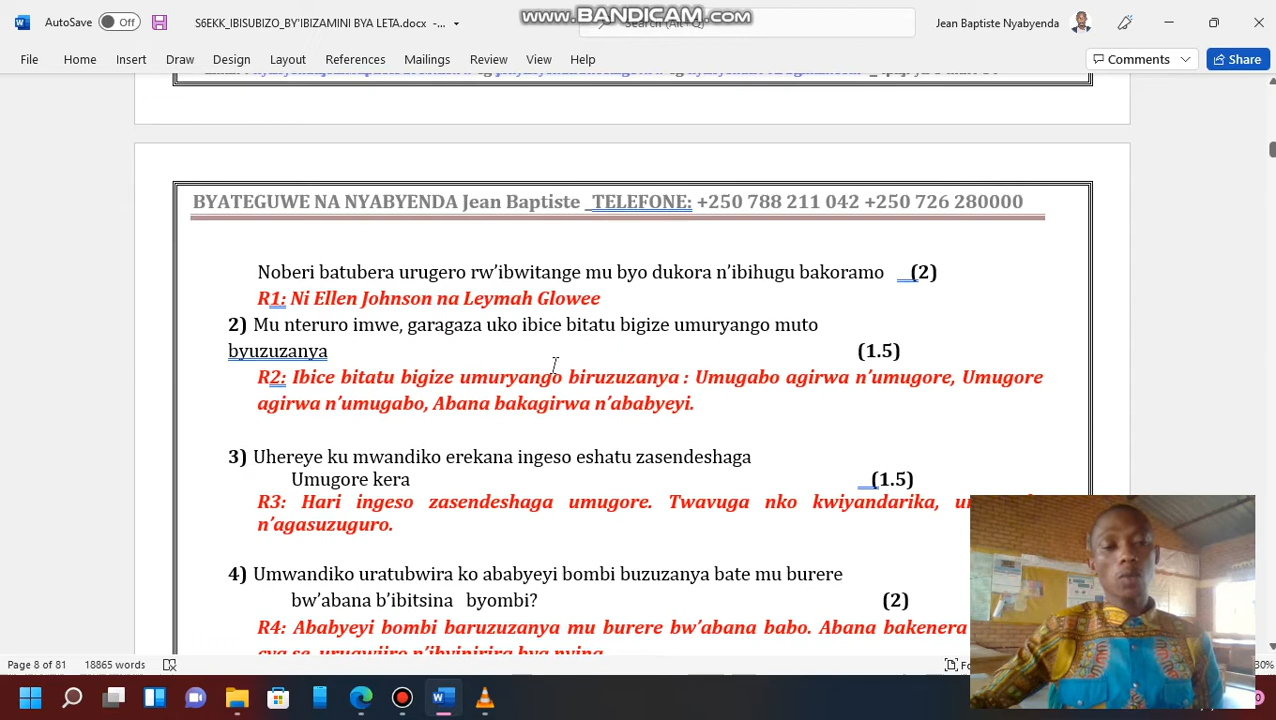 www.BANDICAM.com
AutoSave Off S6EKK_IBISUBIZO_BY'IBIZAMINI BYA LETA.docx -... Search (Alt+Q) Jean Baptiste Nyabyenda
File Home Insert Draw Design Layout References Mailings Review View Help Comments Share
BYATEGUWE NA NYABYENDA Jean Baptiste _TELEFONE: +250 788 211 042 +250 726 280000
Noberi batubera urugero rw'ibwitange mu byo dukora n'ibihugu bakoramo (2)
R1: Ni Ellen Johnson na Leymah Glowee
2) Mu nteruro imwe, garagaza uko ibice bitatu bigize umuryango muto
byuzuzanya (1.5)
R2: Ibice bitatu bigize umuryango biruzuzanya : Umugabo agirwa n'umugore, Umugore
agirwa n'umugabo, Abana bakagirwa n'ababyeyi.
3) Uhereye ku mwandiko erekana ingeso eshatu zasendeshaga
Umugore kera (1.5)
R3: Hari ingeso zasendeshaga umugore. Twavuga nko kwiyandarika,
n'agasuzuguro.
4) Umwandiko uratubwira ko ababyeyi bombi buzuzanya bate mu burere
bw'abana b'ibitsina byombi? (2)
R4: Ababyeyi bombi baruzuzanya mu burere bw'abana babo. Abana bakenera
Page 8 of 81 18865 words